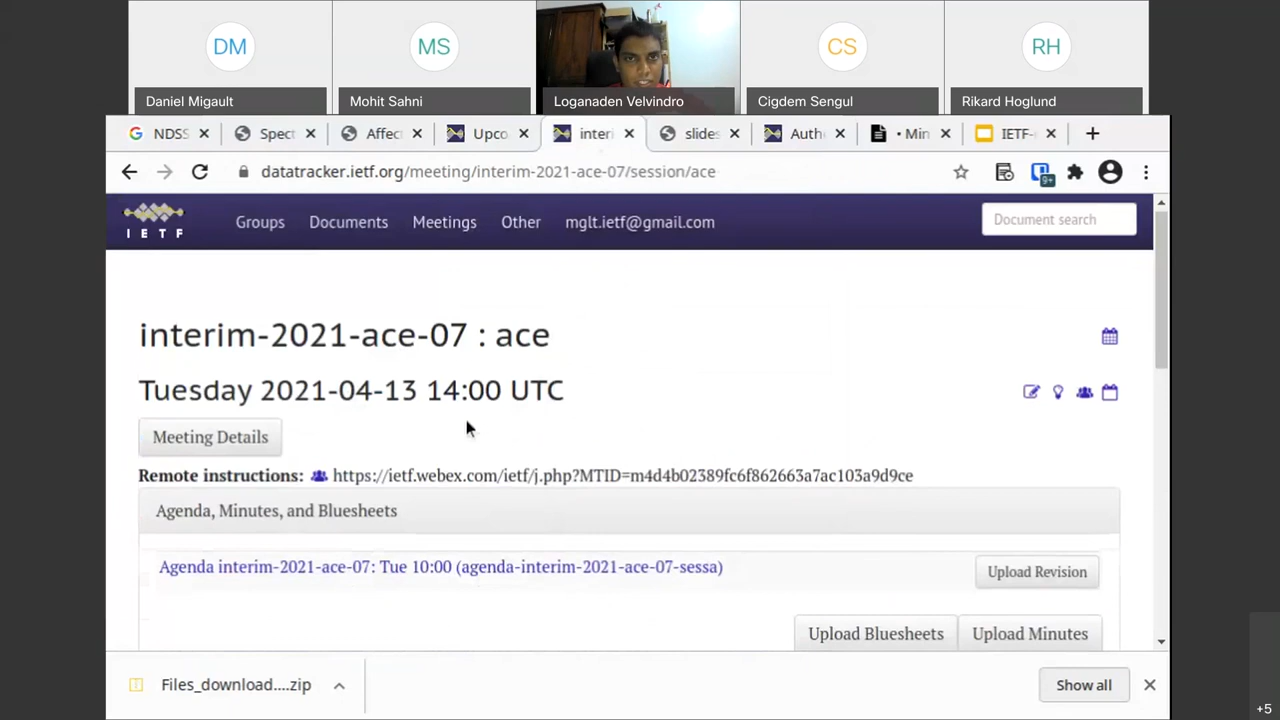 DM
MS
CS
RH
Daniel Migault
Mohit Sahni
Loganaden Velvindro
Cigdem Sengul
Rikard Hoglund
NDSS
Spect
Affect
Upco
inter
slides
Auth
• Min
IETF-
datatracker.ietf.org/meeting/interim-2021-ace-07/session/ace
9+
IETF
Groups
Documents
Meetings
Other
mglt.ietf@gmail.com
Document search
interim-2021-ace-07 : ace
Tuesday 2021-04-13 14:00 UTC
Meeting Details
Remote instructions: https://ietf.webex.com/ietf/j.php?MTID=m4d4b02389fc6f862663a7ac103a9d9ce
Agenda, Minutes, and Bluesheets
Agenda interim-2021-ace-07: Tue 10:00 (agenda-interim-2021-ace-07-sessa)
Upload Revision
Upload Bluesheets
Upload Minutes
Files_download....zip
Show all
+5